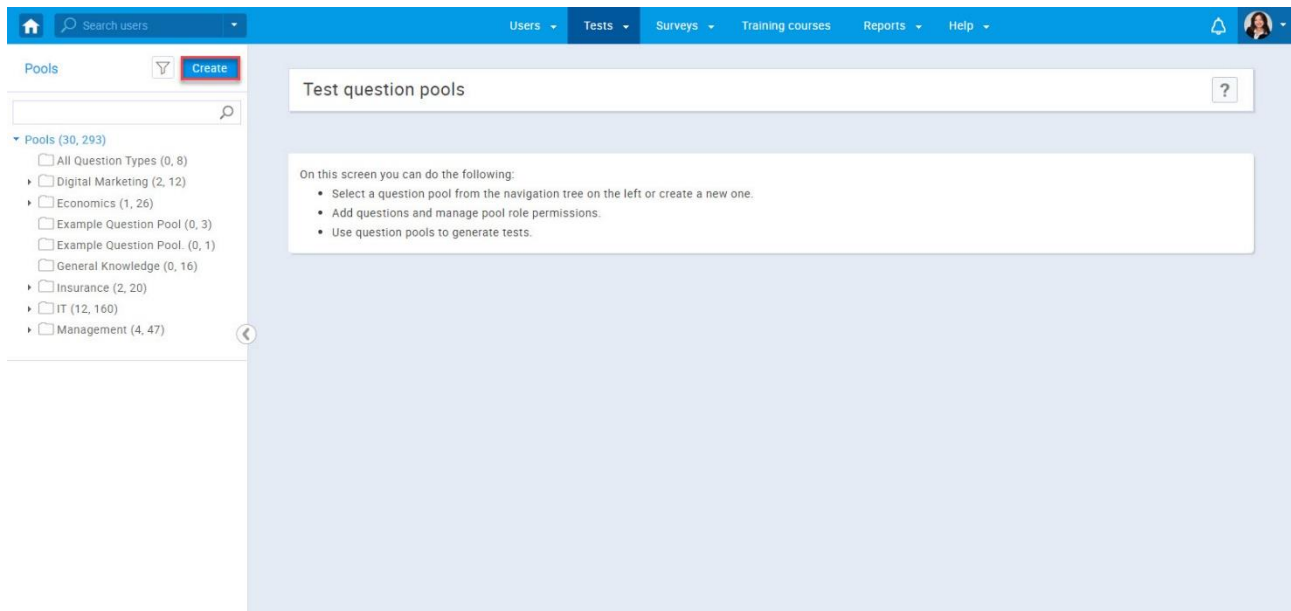 Search users
Users
Tests
Surveys
Training courses
Reports
Help
Pools
Create
Test question pools
?
Pools (30, 293)
All Question Types (0, 8)
Digital Marketing (2, 12)
Economics (1, 26)
Example Question Pool (0, 3)
Example Question Pool. (0, 1)
General Knowledge (0, 16)
Insurance (2, 20)
IT (12, 160)
Management (4, 47)
On this screen you can do the following:
• Select a question pool from the navigation tree on the left or create a new one.
• Add questions and manage pool role permissions.
• Use question pools to generate tests.